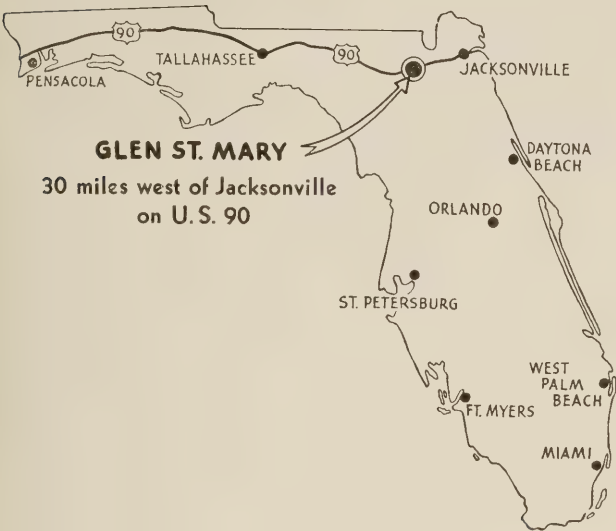 90
90
TALLAHASSEE
PENSACOLA
JACKSONVILLE
GLEN ST. MARY
30 miles west of Jacksonville
on U.S. 90
DAYTONA
BEACH
ORLANDO
ST. PETERSBURG
WEST
PALM
BEACH
FT. MYERS
MIAMI